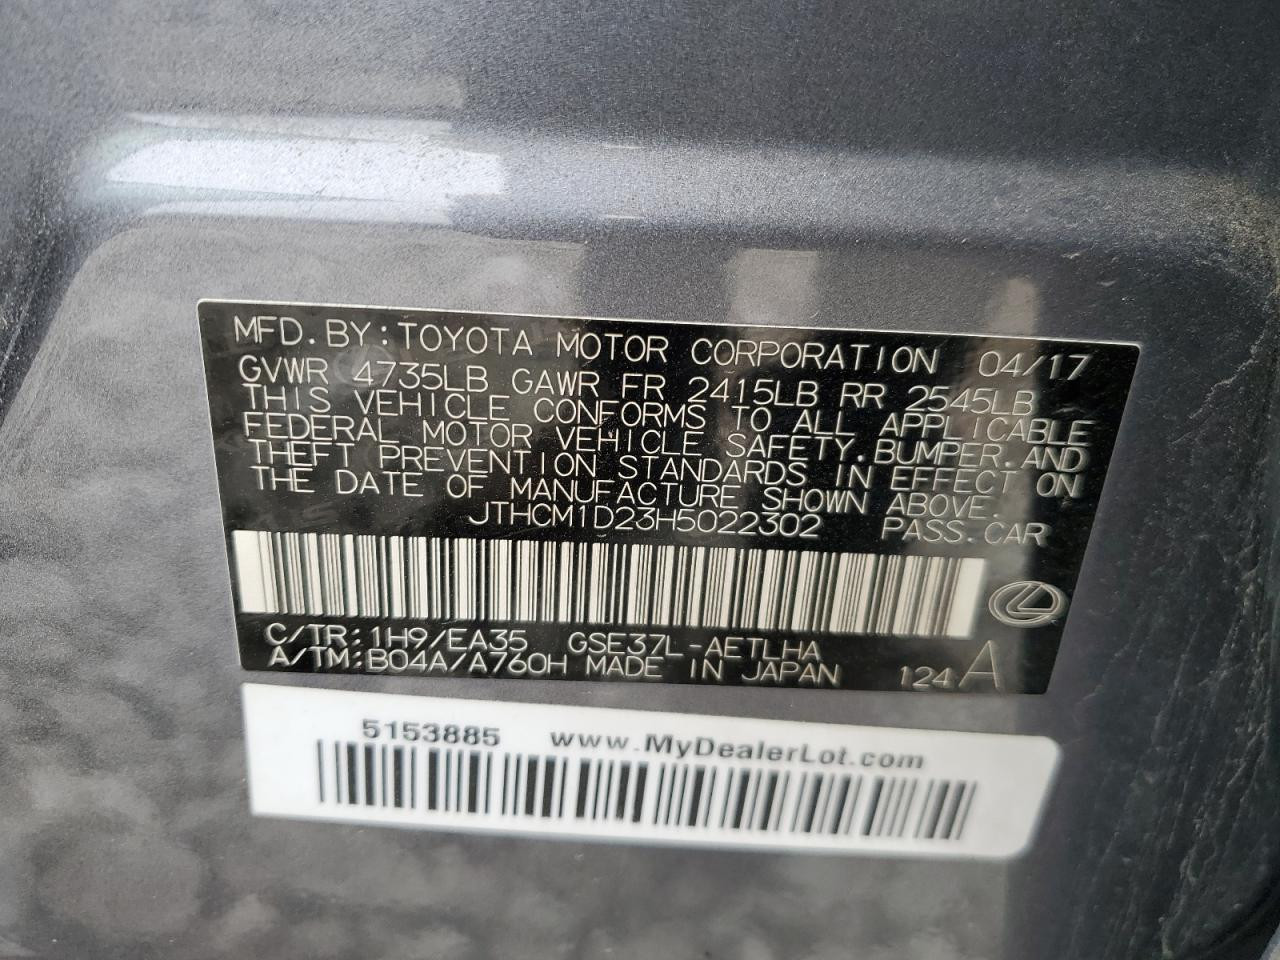 MFD. BY: TOYOTA MOTOR CORPORATION 04/17
GVWR 4735LB GAWR FR 2415LB RR 2545LB
THIS VEHICLE CONFORMS TO ALL APPLICABLE
FEDERAL MOTOR VEHICLE SAFETY. BUMPER. AND
THEFT PREVENTION STANDARDS IN EFFECT ON
THE DATE OF MANUFACTURE SHOWN ABOVE.
JTHCM1D23H5022302 PASS. CAR
C/TR: 1H9/EA35 GSE37L-AETLHA
A/TM: B04A/A760H MADE IN JAPAN 124 A
5153885 www.MyDealerLot.com